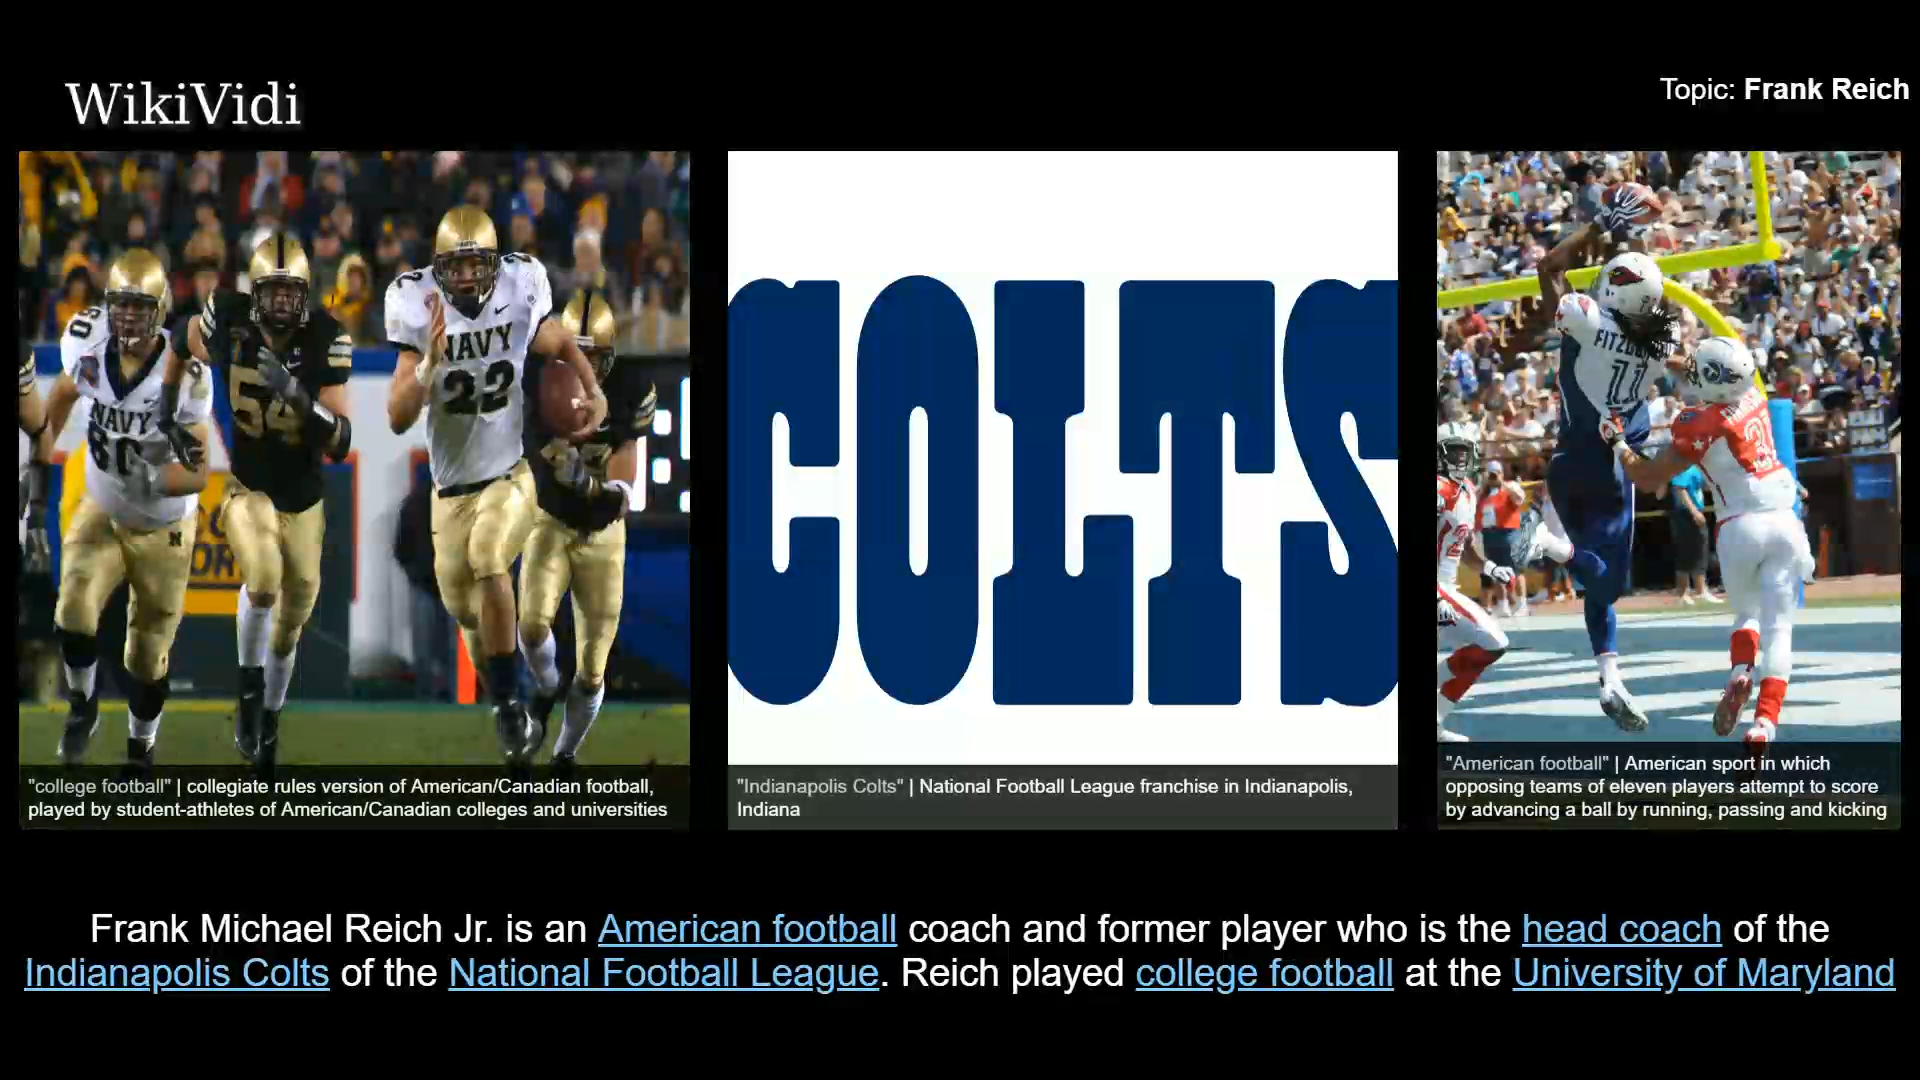 WikiVidi
Topic: Frank Reich
NAVY
80
54
NAVY
22
"college football" | collegiate rules version of American/Canadian football,
played by student-athletes of American/Canadian colleges and universities
COLTS
"Indianapolis Colts" | National Football League franchise in Indianapolis,
Indiana
11
"American football" | American sport in which
opposing teams of eleven players attempt to score
by advancing a ball by running, passing and kicking
Frank Michael Reich Jr. is an American football coach and former player who is the head coach of the
Indianapolis Colts of the National Football League. Reich played college football at the University of Maryland